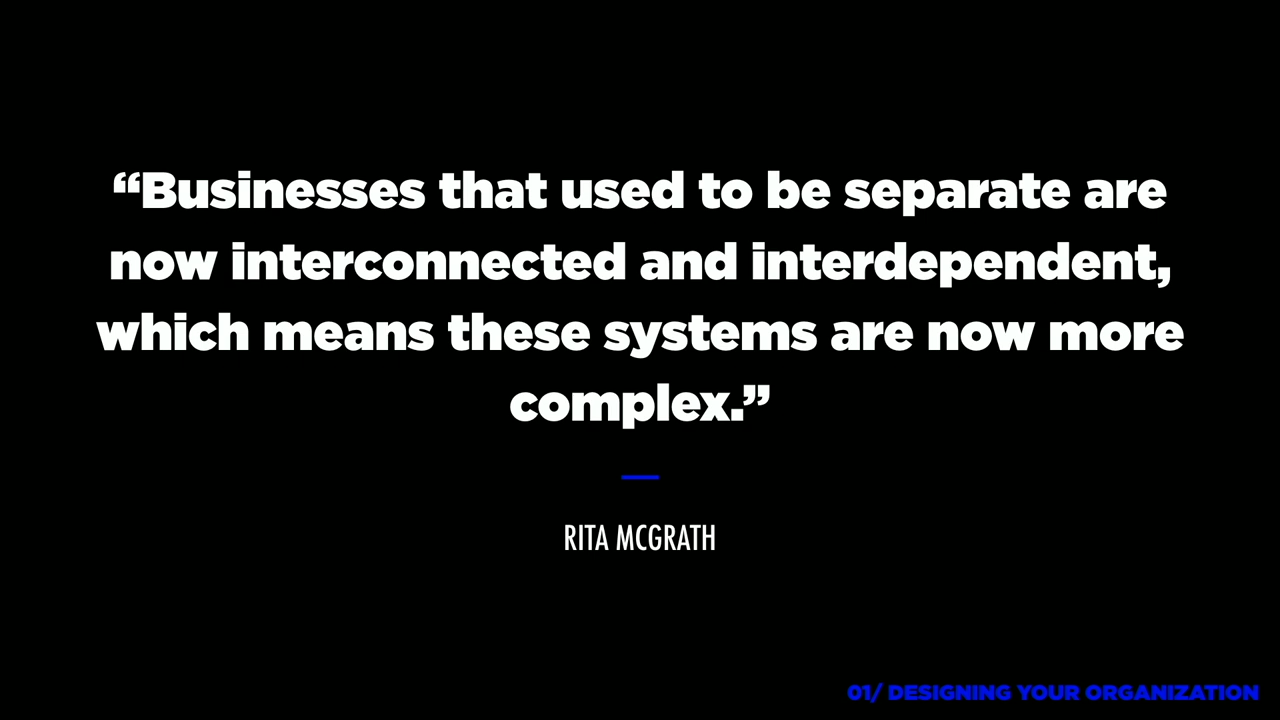 “Businesses that used to be separate are
now interconnected and interdependent,
which means these systems are now more
complex.”
RITA MCGRATH
01/ DESIGNING YOUR ORGANIZATION